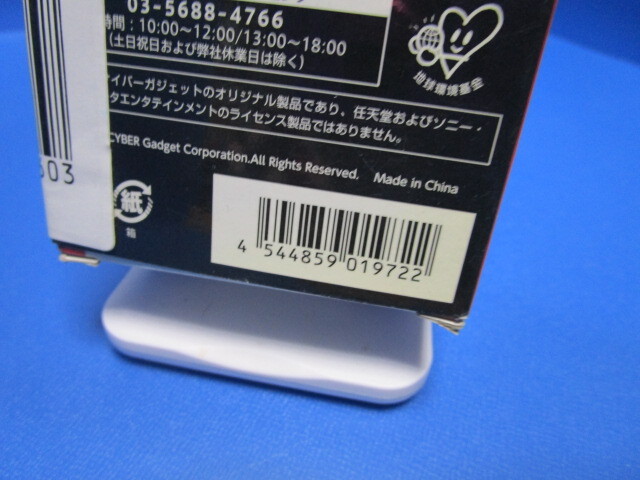 03-5688-4766
時間：10:00～12:00/13:00～18:00
（土日祝日および弊社休業日は除く）
地球環境基金
イバーガジェットのオリジナル製品であり、任天堂およびソニー・
タエンタテインメントのライセンス製品ではありません。
CYBER Gadget Corporation.All Rights Reserved. Made in China
303
紙
箱
4 544859 019722